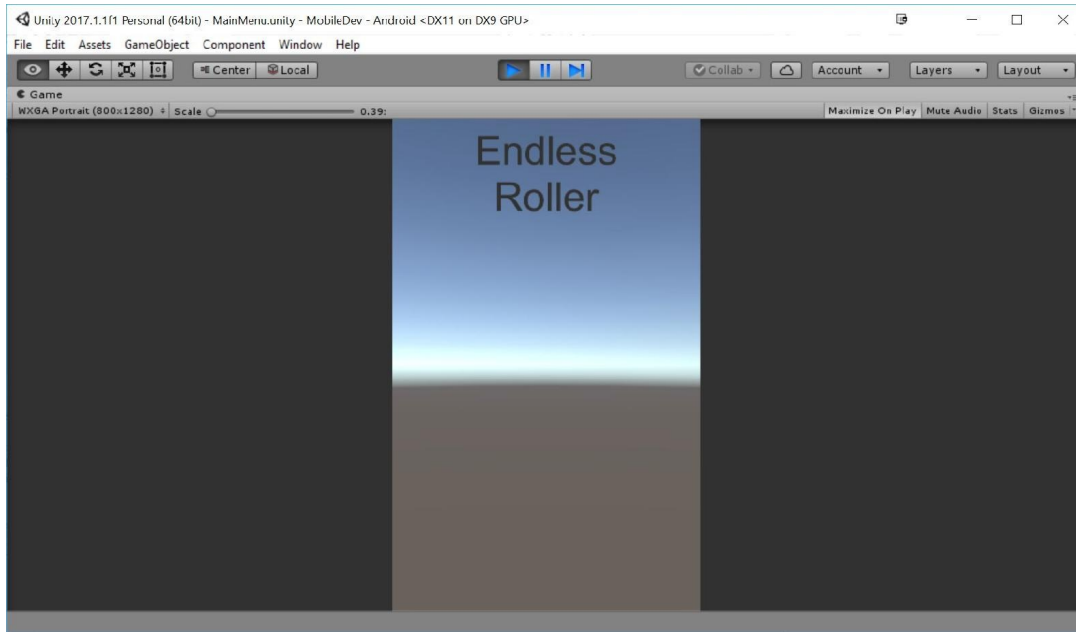 Unity 2017.1.1f1 Personal (64bit) - MainMenu.unity - MobileDev - Android <DX11 on DX9 GPU>
File Edit Assets GameObject Component Window Help
Center Local Collab Account Layers Layout
Game
WXGA Portrait (800x1280) Scale 0.39: Maximize On Play Mute Audio Stats Gizmos
Endless
Roller